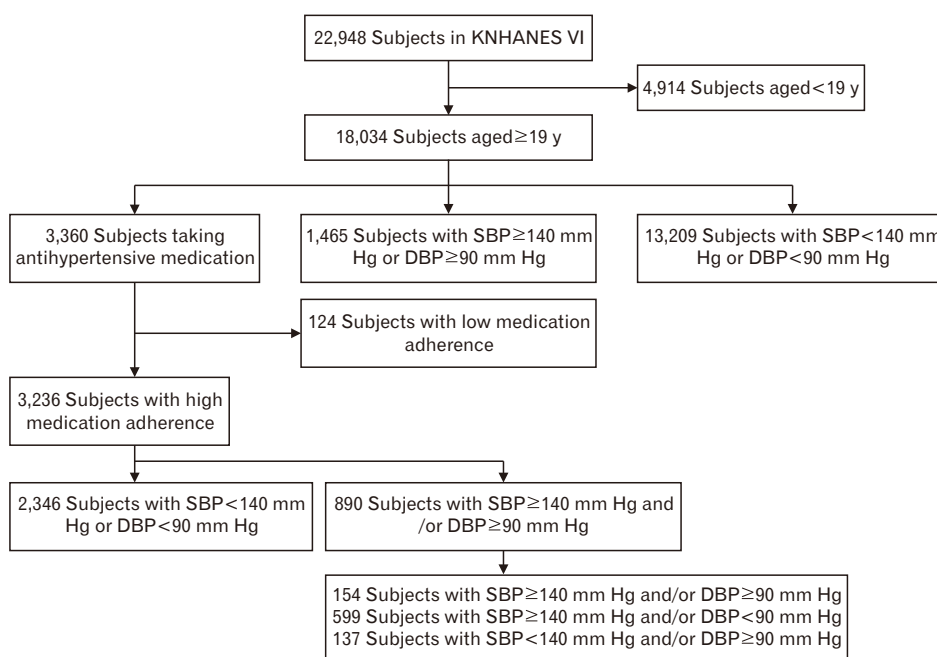 22,948 Subjects in KNHANES VI
4,914 Subjects aged<19 y
18,034 Subjects aged≥19 y
3,360 Subjects taking
antihypertensive medication
1,465 Subjects with SBP≥140 mm
Hg or DBP≥90 mm Hg
13,209 Subjects with SBP<140 mm
Hg or DBP<90 mm Hg
124 Subjects with low medication
adherence
3,236 Subjects with high
medication adherence
2,346 Subjects with SBP<140 mm
Hg or DBP<90 mm Hg
890 Subjects with SBP≥140 mm Hg and
/or DBP≥90 mm Hg
154 Subjects with SBP≥140 mm Hg and/or DBP≥90 mm Hg
599 Subjects with SBP≥140 mm Hg and/or DBP<90 mm Hg
137 Subjects with SBP<140 mm Hg and/or DBP≥90 mm Hg